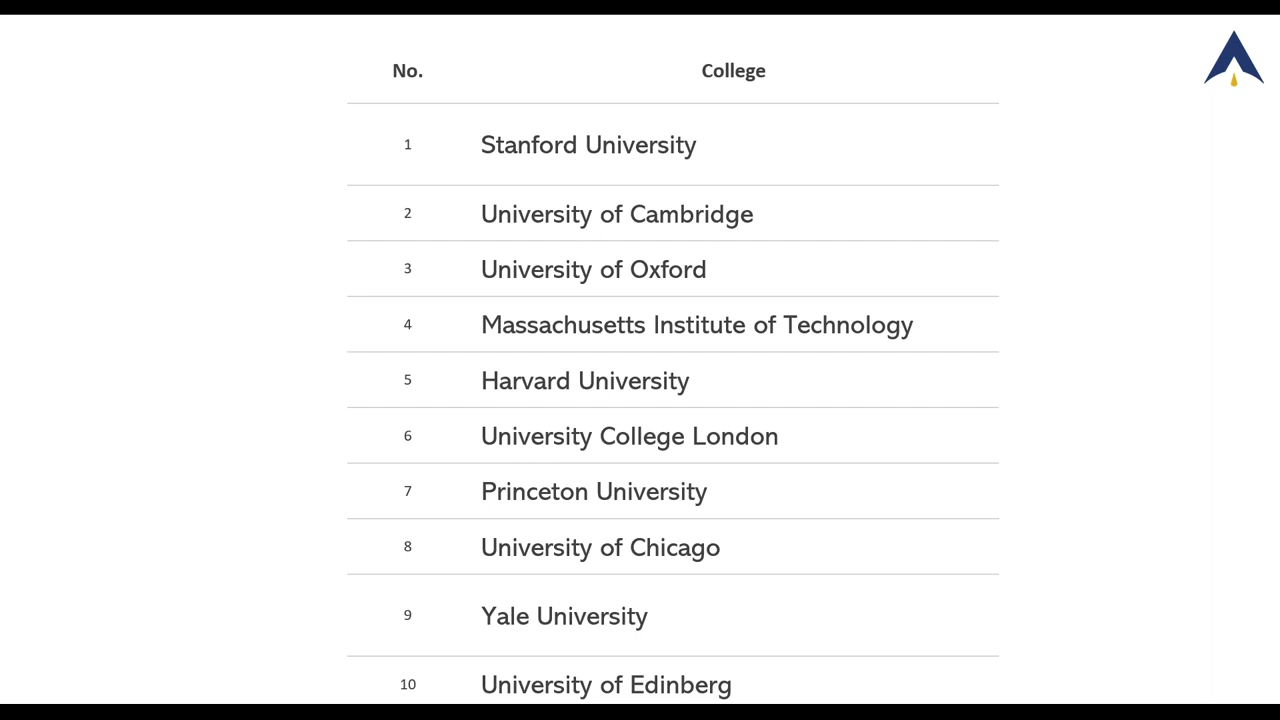 No. College
1 Stanford University
2 University of Cambridge
3 University of Oxford
4 Massachusetts Institute of Technology
5 Harvard University
6 University College London
7 Princeton University
8 University of Chicago
9 Yale University
10 University of Edinberg